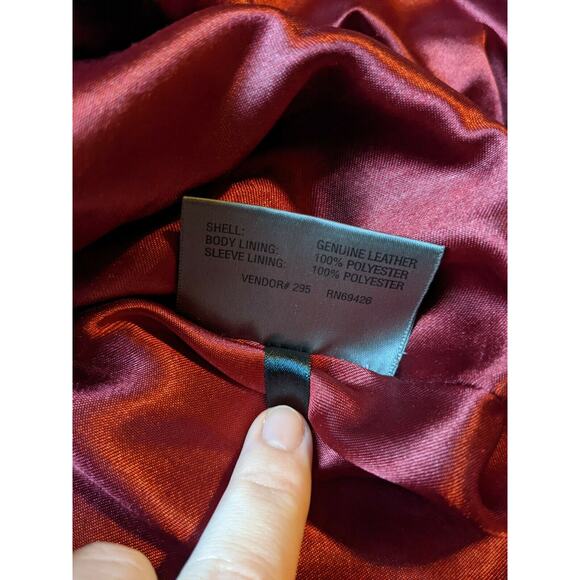 SHELL: GENUINE LEATHER
BODY LINING: 100% POLYESTER
SLEEVE LINING: 100% POLYESTER
VENDOR# 295 RN69426